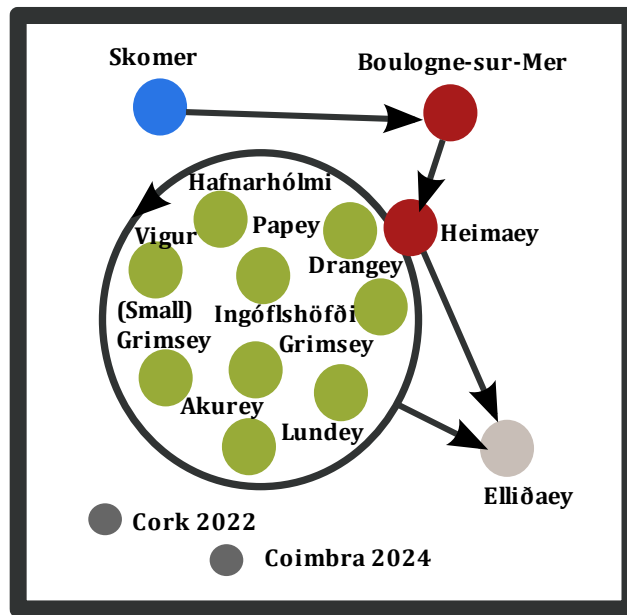 Skomer
Boulogne-sur-Mer
Hafnarhólmi
Vigur
Papey
Heimaey
Drangey
(Small)
Grimsey
Ingóflshöfði
Grimsey
Akurey
Lundey
Elliðaey
Cork 2022
Coimbra 2024